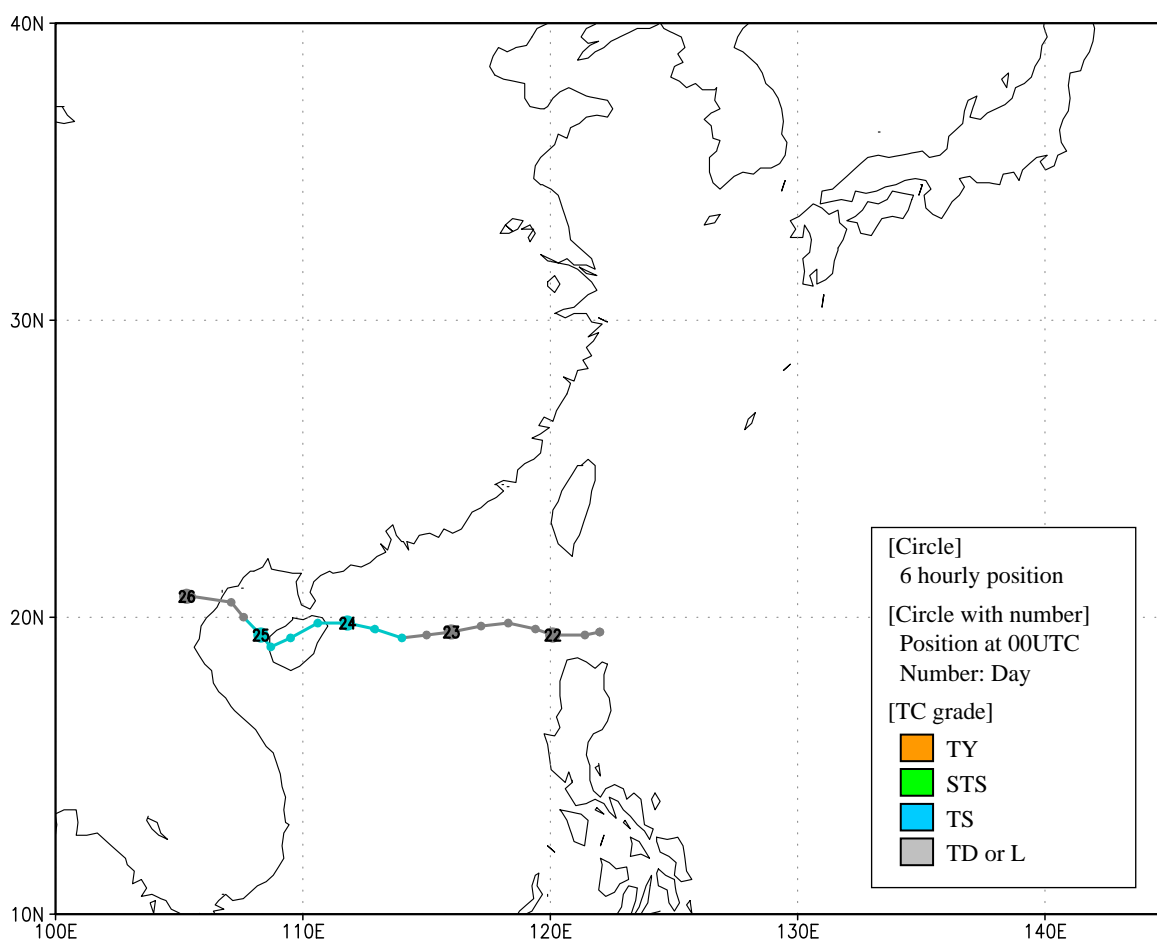 40N
30N
20N
10N
100E 110E 120E 130E 140E
26 25 24 23 22
[Circle]
6 hourly position
[Circle with number]
Position at 00UTC
Number: Day
[TC grade]
TY
STS
TS
TD or L